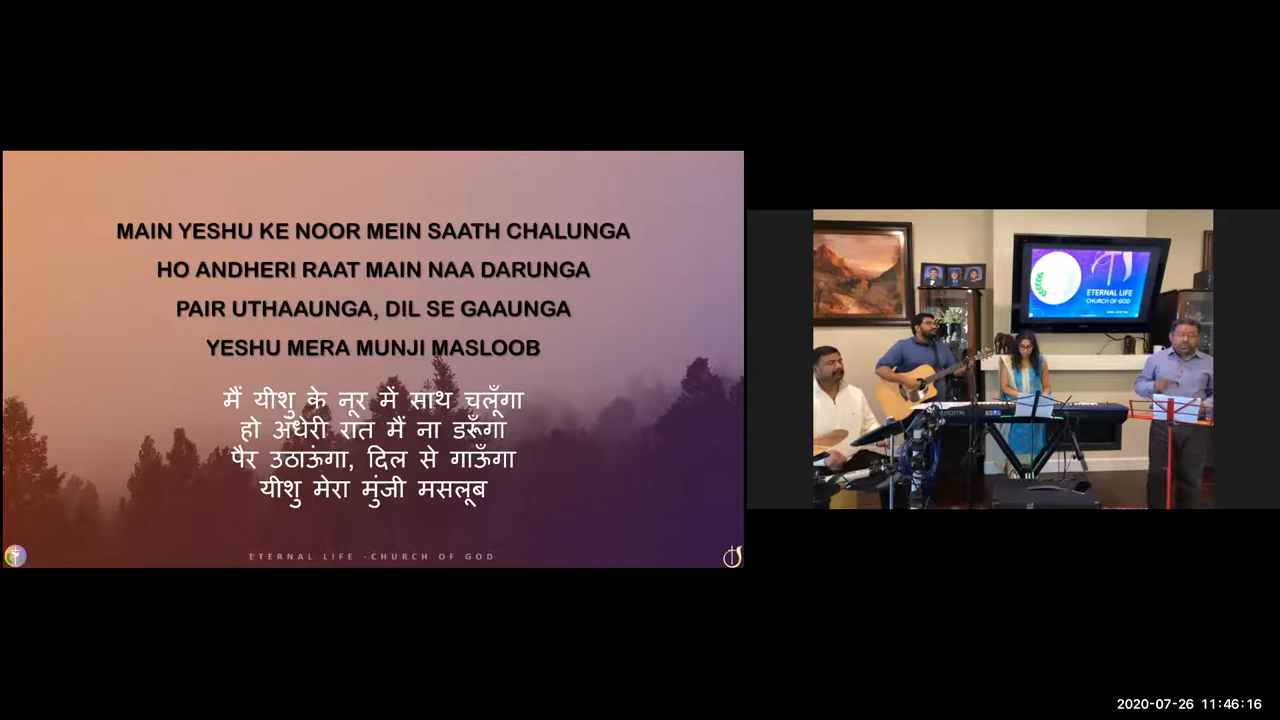 MAIN YESHU KE NOOR MEIN SAATH CHALUNGA
HO ANDHERI RAAT MAIN NAA DARUNGA
PAIR UTHAAUNGA, DIL SE GAAUNGA
YESHU MERA MUNJI MASLOOB
मैं यीशु के नूर में साथ चलूँगा
हो अंधेरी रात मैं ना डरूँगा
पैर उठाऊंगा, दिल से गाऊँगा
यीशु मेरा मुंजी मसलूब
ETERNAL LIFE -CHURCH OF GOD
ETERNAL LIFE
CHURCH OF GOD
2020-07-26 11:46:16